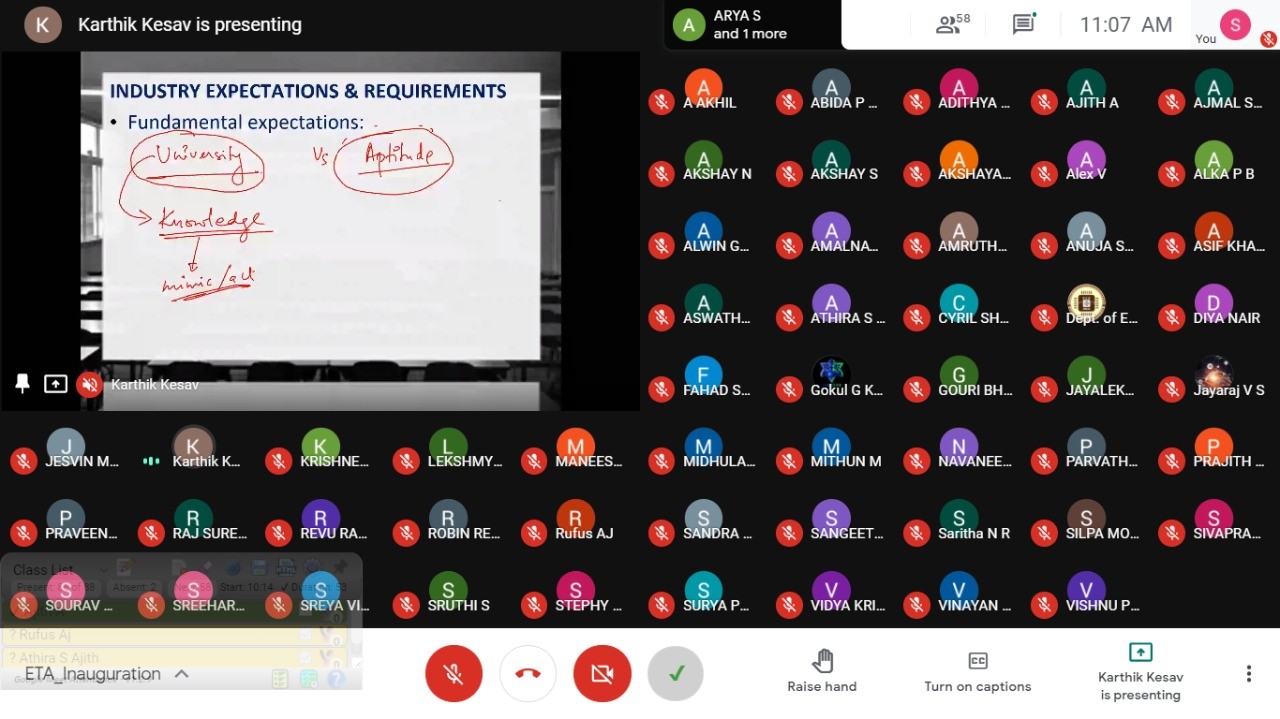 K
Karthik Kesav is presenting
A
ARYA S
and 1 more
58
11:07 AM
You
S
INDUSTRY EXPECTATIONS & REQUIREMENTS
• Fundamental expectations:
University Vs Aptitude
Knowledge
mimic/act
Karthik Kesav
A A A A A
A AKHIL ABIDA P ... ADITHYA ... AJITH A AJMAL S...
A A A A A
AKSHAY N AKSHAY S AKSHAYA... Alex V ALKA P B
A A A A A
ALWIN G... AMALNA... AMRUTH... ANUJA S... ASIF KHA...
A A C D
ASWATH... ATHIRA S ... CYRIL SH... Dept. of E... DIYA NAIR
F G J
FAHAD S... Gokul G K... GOURI BH... JAYALEK... Jayaraj V S
J K K L M M M N P P
JESVIN M... Karthik K... KRISHNE... LEKSHMY... MANEES... MIDHULA... MITHUN M NAVANEE... PARVATH... PRAJITH ...
P R R R R S S S S S
PRAVEEN... RAJ SURE... REVU RA... ROBIN RE... Rufus AJ SANDRA ... SANGEET... Saritha N R SILPA MO... SIVAPRA...
Class List
Absent: 2 Start: 10:14
S S S S S S V V V
SOURAV ... SREEHAR... SREYA VI... SRUTHI S STEPHY ... SURYA P... VIDYA KRI... VINAYAN ... VISHNU P...
? Rufus Aj
? Athira S Ajith
ETA_Inauguration
Raise hand
CC
Turn on captions
Karthik Kesav
is presenting